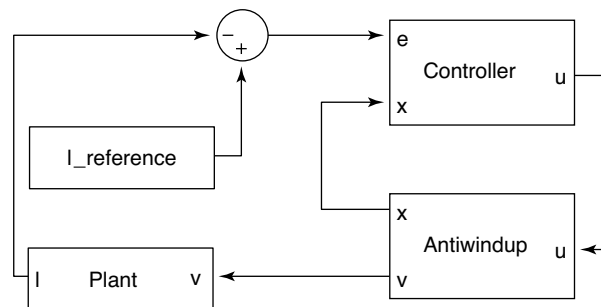 −
+
e
Controller
u
x
I_reference
x
Antiwindup
u
v
I
Plant
v